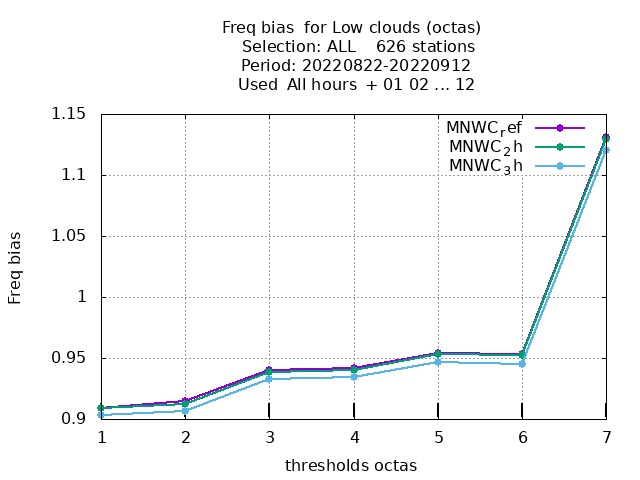 Freq bias for Low clouds (octas)
Selection: ALL 626 stations
Period: 20220822-20220912
Used All hours + 01 02 ... 12
MNWC_ref
MNWC_2h
MNWC_3h
1.15
1.1
1.05
1
0.95
0.9
Freq bias
1 2 3 4 5 6 7
thresholds octas